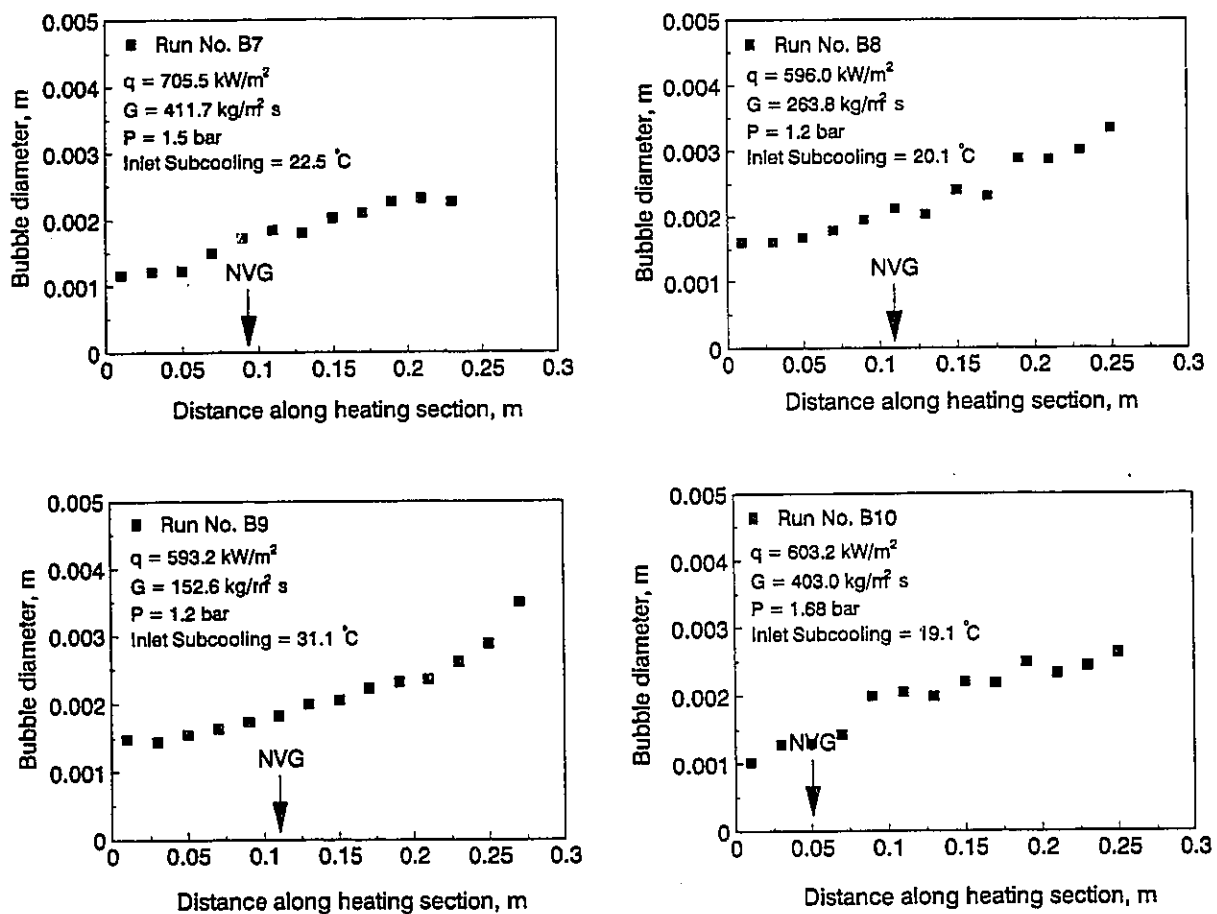 0.005
0.004
0.003
0.002
0.001
0
Bubble diameter, m
Run No. B7
q = 705.5 kW/m²
G = 411.7 kg/m² s
P = 1.5 bar
Inlet Subcooling = 22.5 °C
NVG
0 0.05 0.1 0.15 0.2 0.25 0.3
Distance along heating section, m
0.005
0.004
0.003
0.002
0.001
0
Bubble diameter, m
Run No. B8
q = 596.0 kW/m²
G = 263.8 kg/m² s
P = 1.2 bar
Inlet Subcooling = 20.1 °C
NVG
0 0.05 0.1 0.15 0.2 0.25 0.3
Distance along heating section, m
0.005
0.004
0.003
0.002
0.001
0
Bubble diameter, m
Run No. B9
q = 593.2 kW/m²
G = 152.6 kg/m² s
P = 1.2 bar
Inlet Subcooling = 31.1 °C
NVG
0 0.05 0.1 0.15 0.2 0.25 0.3
Distance along heating section, m
0.005
0.004
0.003
0.002
0.001
0
Bubble diameter, m
Run No. B10
q = 603.2 kW/m²
G = 403.0 kg/m² s
P = 1.68 bar
Inlet Subcooling = 19.1 °C
NVG
0 0.05 0.1 0.15 0.2 0.25 0.3
Distance along heating section, m